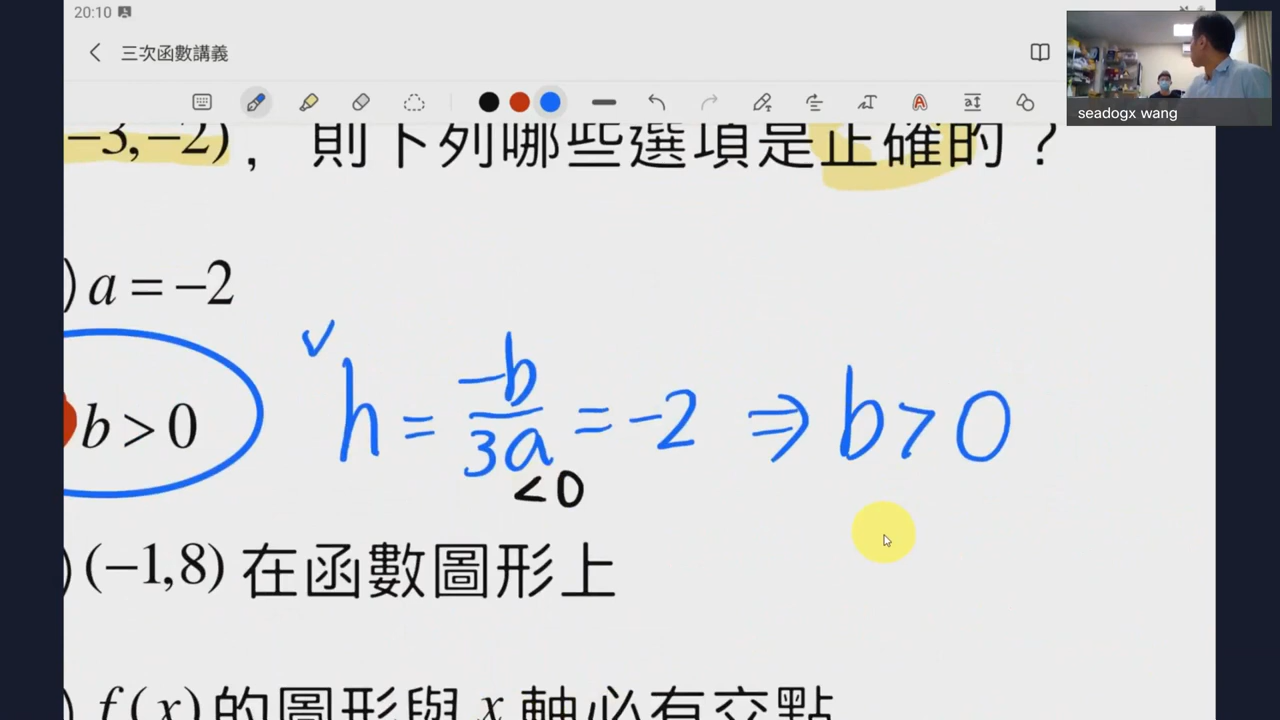 20:10
三次函數講義
seadogx wang
-3,-2)，則下列哪些選項是正確的？
)a=-2
✓
b>0 h=\frac{-b}{3a}=-2 ⇒ b>0
<0
)(-1,8)在函數圖形上
)f(x)的圖形與x軸必有交點